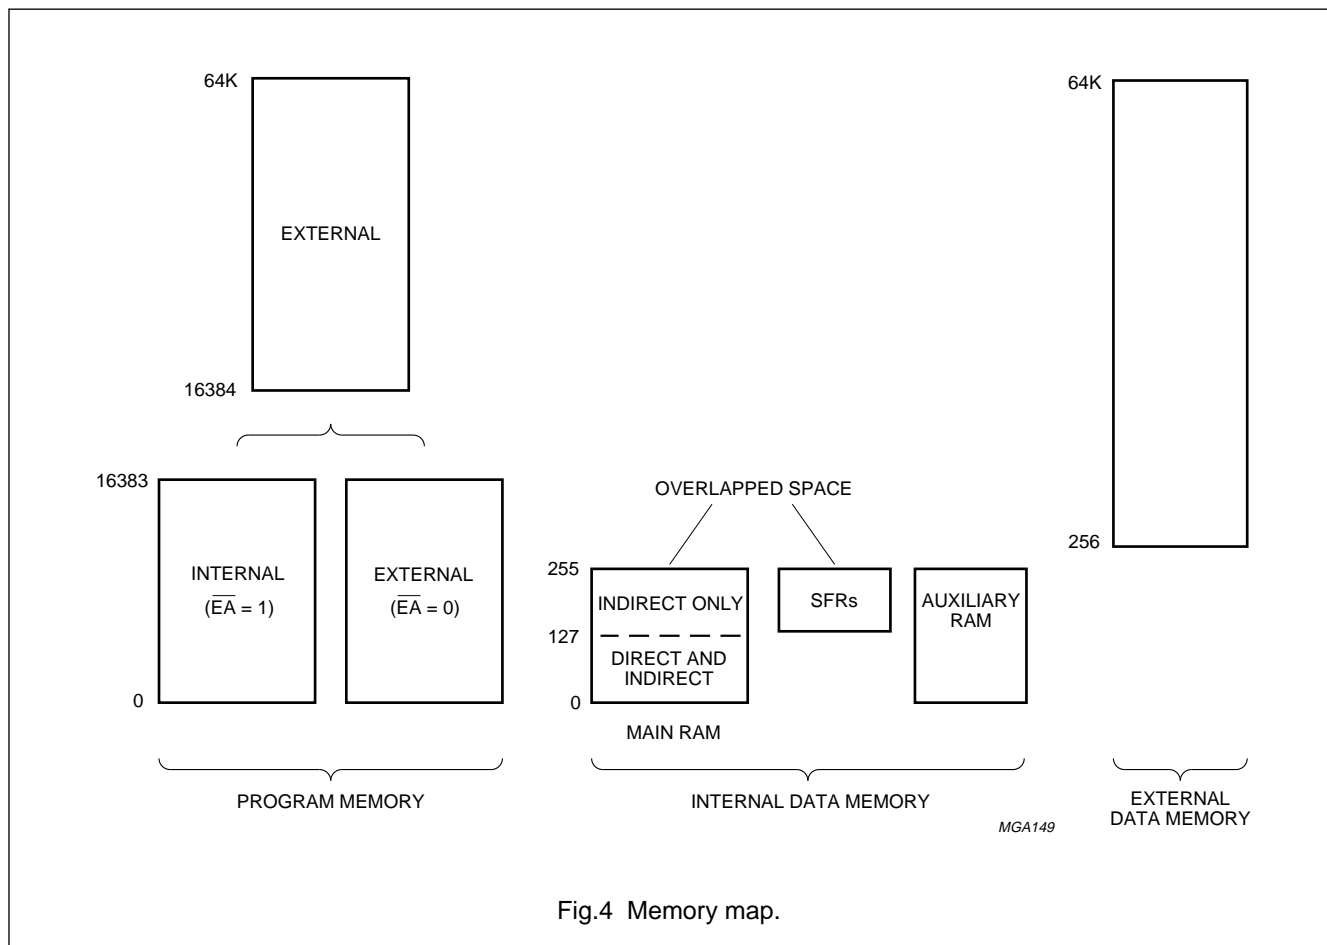 64K
EXTERNAL
16384
16383
INTERNAL
(E̅A̅ = 1)
EXTERNAL
(E̅A̅ = 0)
0
PROGRAM MEMORY
OVERLAPPED SPACE
255
INDIRECT ONLY
127
DIRECT AND
INDIRECT
0
MAIN RAM
SFRs
AUXILIARY
RAM
INTERNAL DATA MEMORY
64K
256
EXTERNAL
DATA MEMORY
MGA149
Fig.4 Memory map.